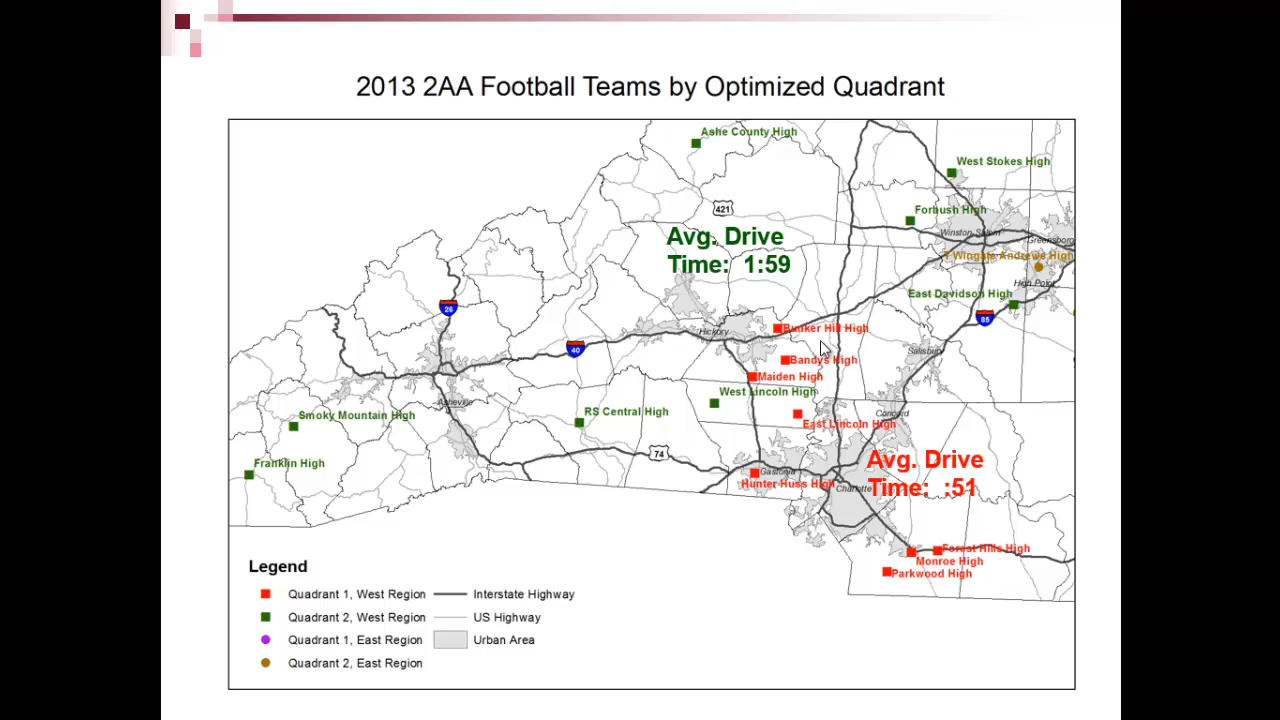 2013 2AA Football Teams by Optimized Quadrant
Ashe County High
West Stokes High
421
Forbush High
Winston-Salem
Avg. Drive
Time: 1:59
Greensboro
T Wingate Andrews High
High Point
East Davidson High
26
85
Hickory
Bunker Hill High
40
Salisbury
Bandys High
Maiden High
West Lincoln High
Asheville
RS Central High
Concord
Smoky Mountain High
East Lincoln High
74
Avg. Drive
Time: :51
Franklin High
Gastonia
Hunter Huss High
Charlotte
Forest Hills High
Monroe High
Parkwood High
Legend
Quadrant 1, West Region
Interstate Highway
Quadrant 2, West Region
US Highway
Quadrant 1, East Region
Urban Area
Quadrant 2, East Region